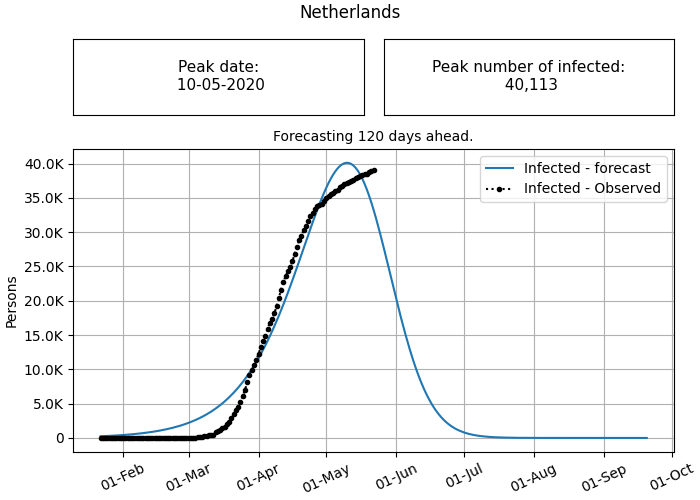 Netherlands
Peak date:
10-05-2020
Peak number of infected:
40,113
Forecasting 120 days ahead.
Infected - forecast
Infected - Observed
Persons
40.0K
35.0K
30.0K
25.0K
20.0K
15.0K
10.0K
5.0K
0
01-Feb
01-Mar
01-Apr
01-May
01-Jun
01-Jul
01-Aug
01-Sep
01-Oct